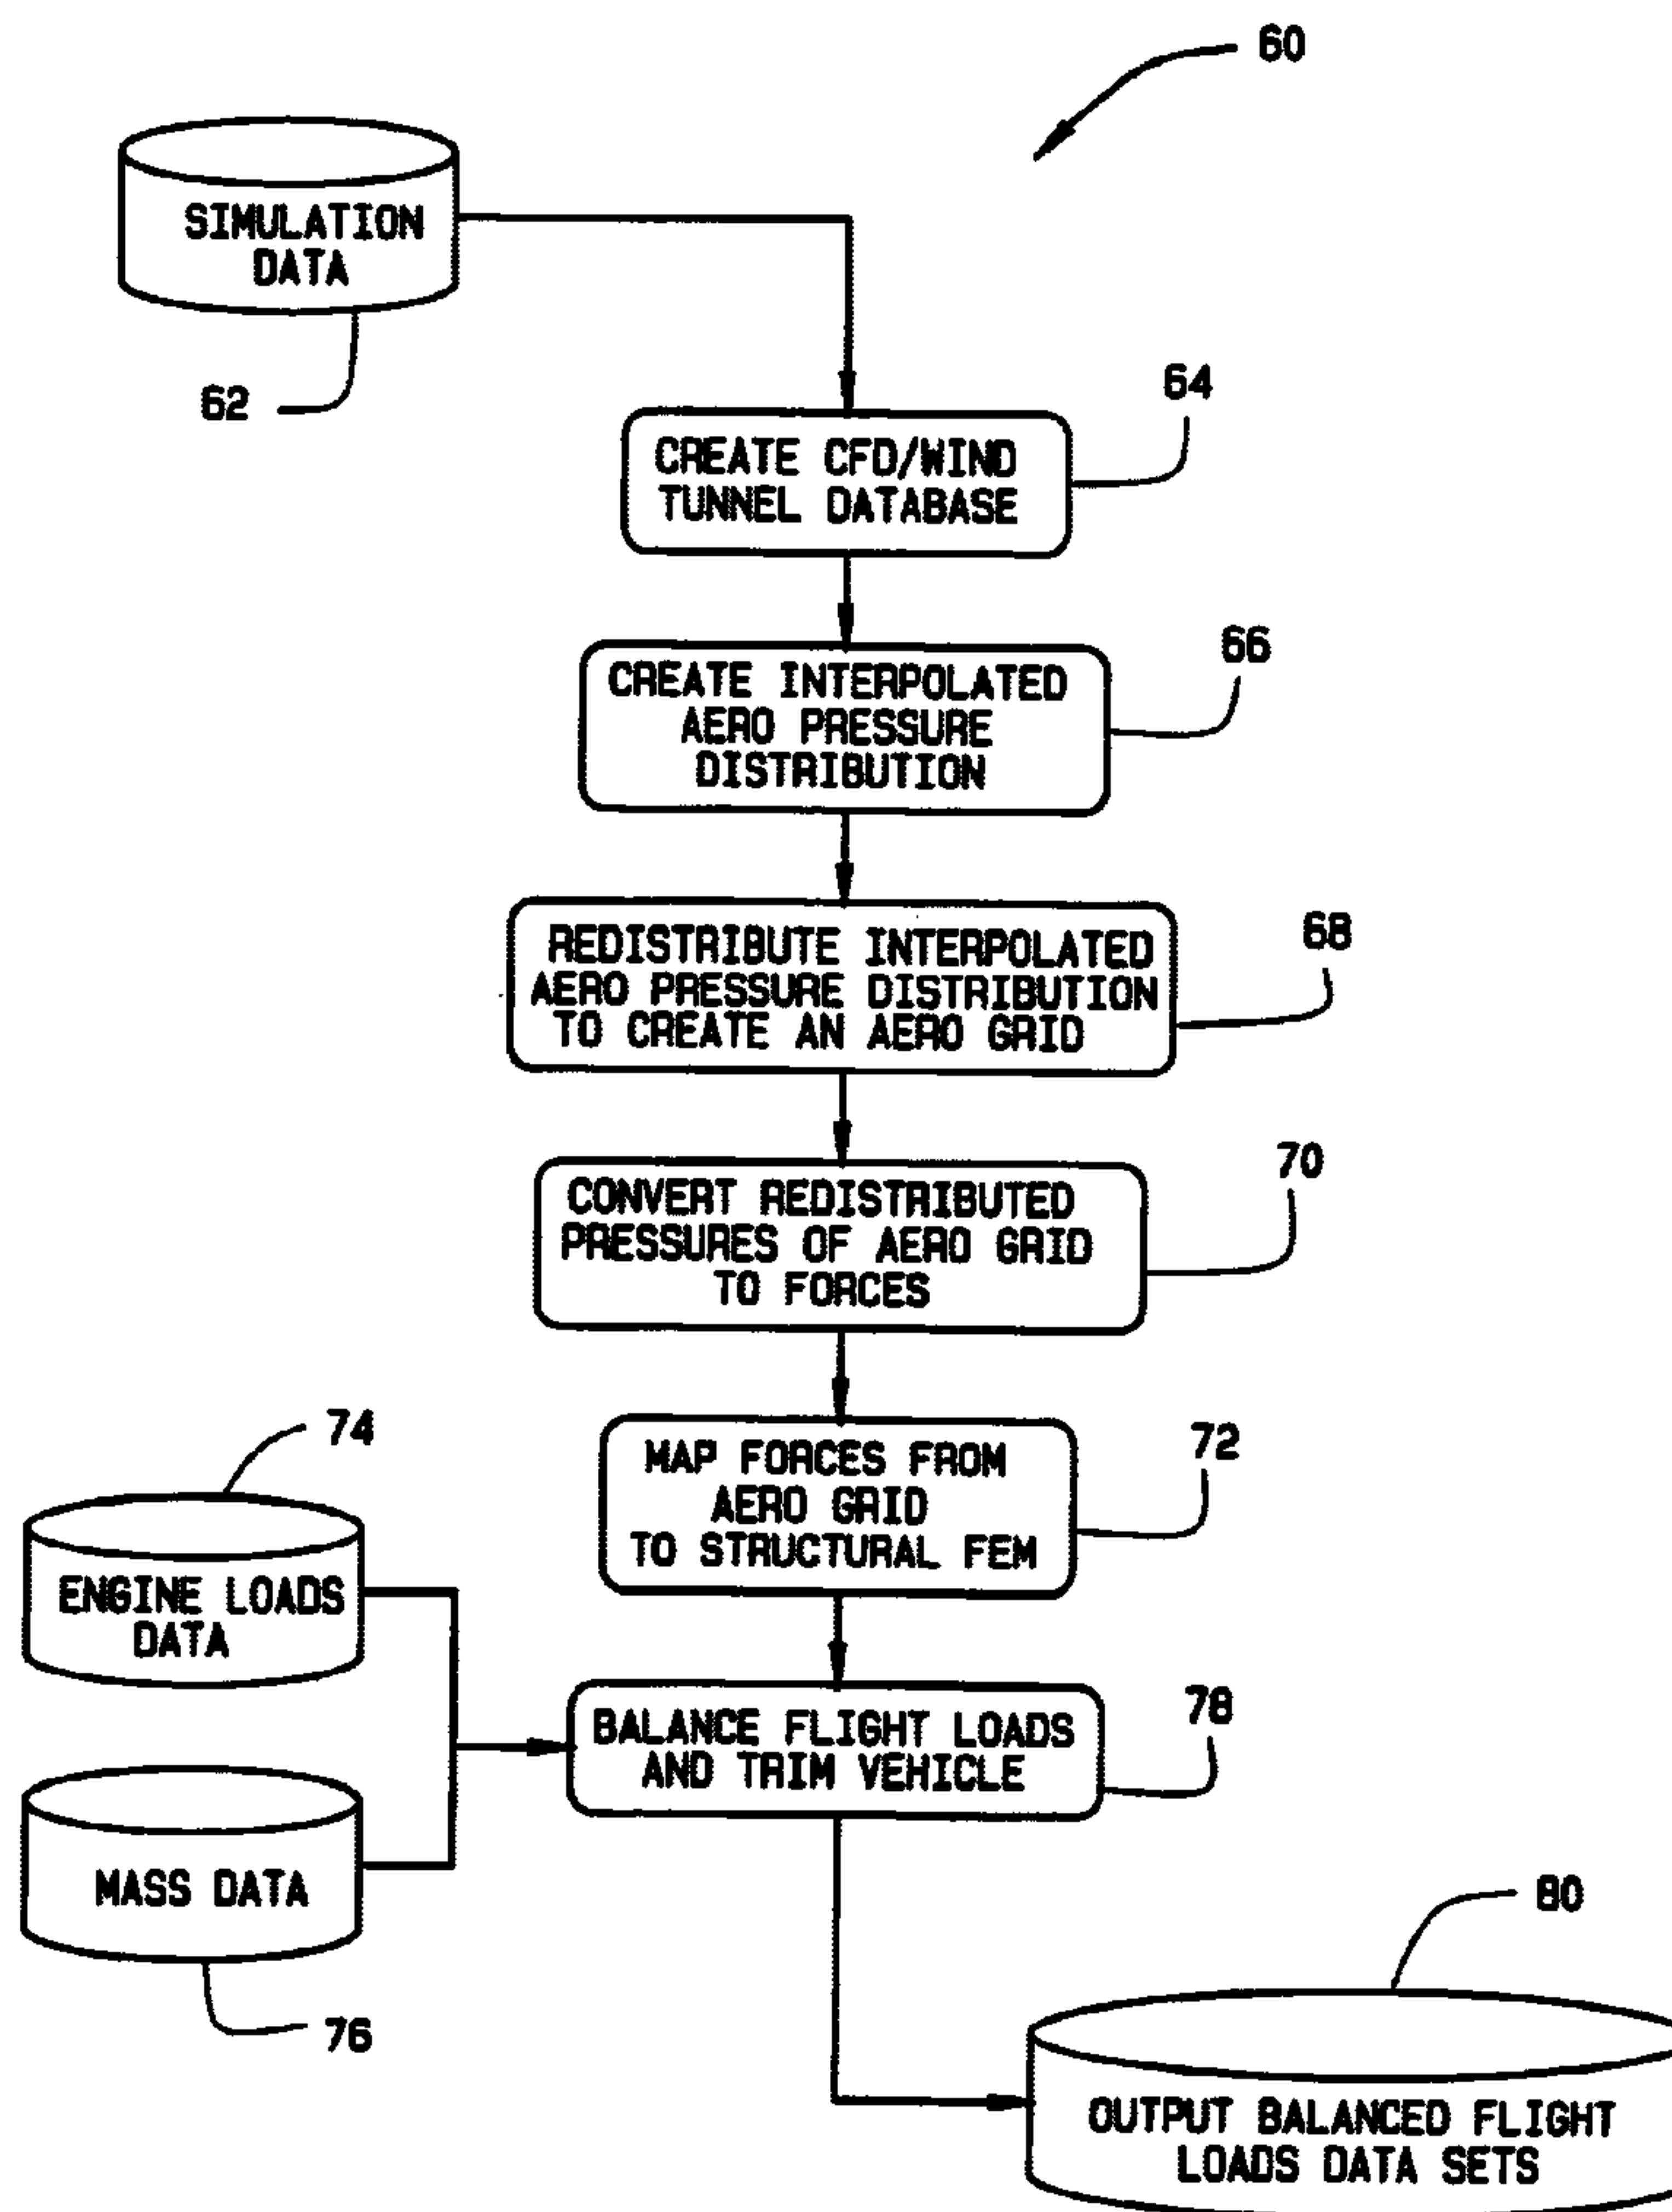 60
SIMULATION
DATA
62
64
CREATE CFD/WIND
TUNNEL DATABASE
66
CREATE INTERPOLATED
AERO PRESSURE
DISTRIBUTION
68
REDISTRIBUTE INTERPOLATED
AERO PRESSURE DISTRIBUTION
TO CREATE AN AERO GRID
70
CONVERT REDISTRIBUTED
PRESSURES OF AERO GRID
TO FORCES
72
MAP FORCES FROM
AERO GRID
TO STRUCTURAL FEM
74
ENGINE LOADS
DATA
78
BALANCE FLIGHT LOADS
AND TRIM VEHICLE
MASS DATA
76
80
OUTPUT BALANCED FLIGHT
LOADS DATA SETS